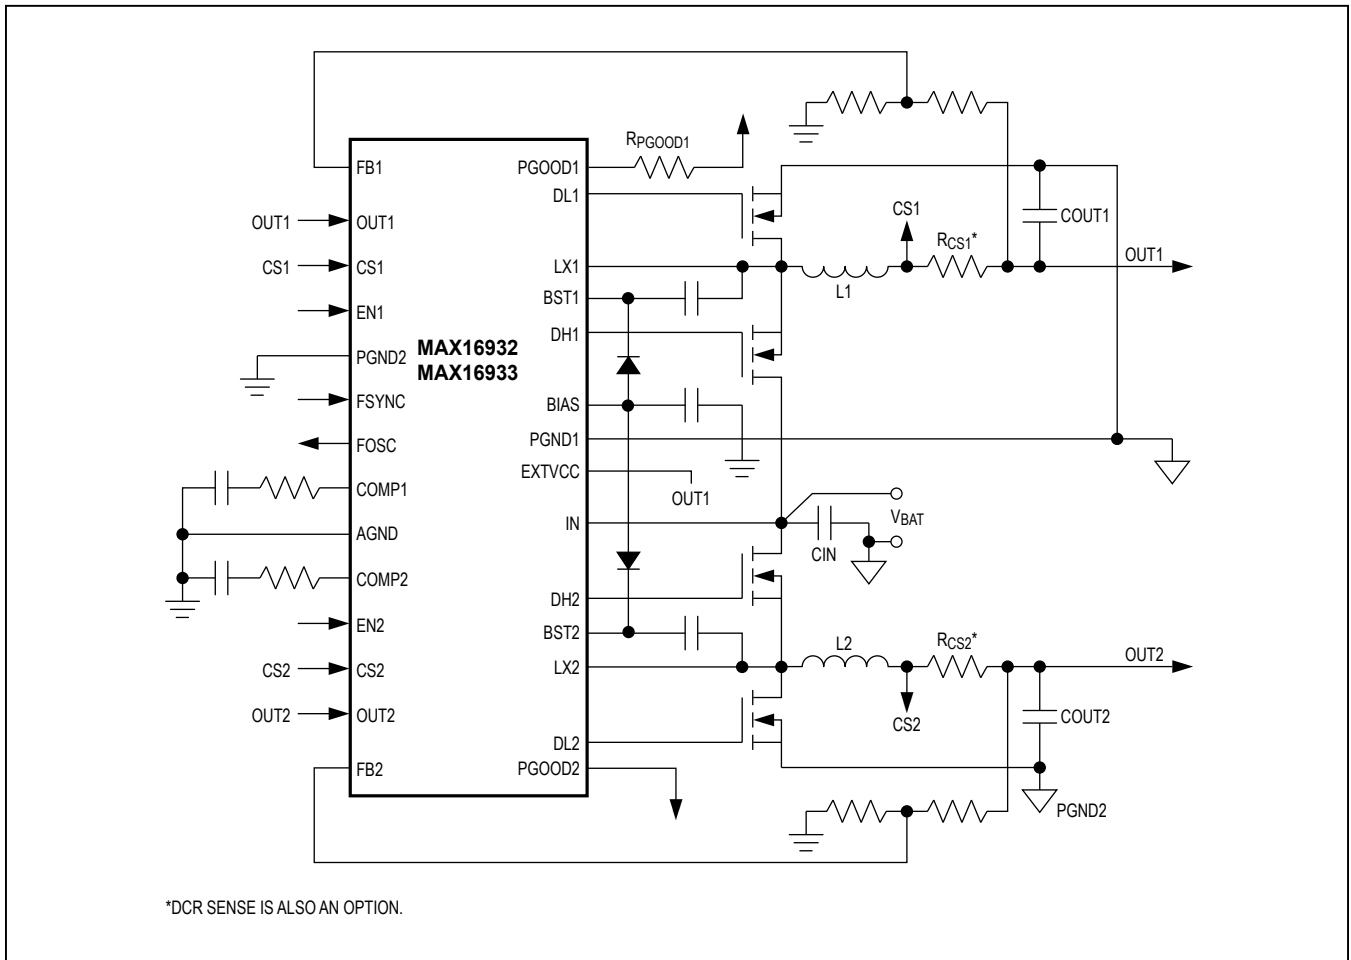 RPGOOD1
FB1
PGOOD1
DL1
OUT1
OUT1
CS1
RCS1*
COUT1
CS1
CS1
LX1
L1
OUT1
BST1
EN1
DH1
PGND2
MAX16932
MAX16933
FSYNC
BIAS
PGND1
FOSC
EXTVCC
COMP1
OUT1
IN
VBAT
AGND
CIN
COMP2
DH2
EN2
BST2
CS2
CS2
LX2
L2
RCS2*
OUT2
OUT2
OUT2
CS2
COUT2
DL2
FB2
PGOOD2
PGND2
*DCR SENSE IS ALSO AN OPTION.